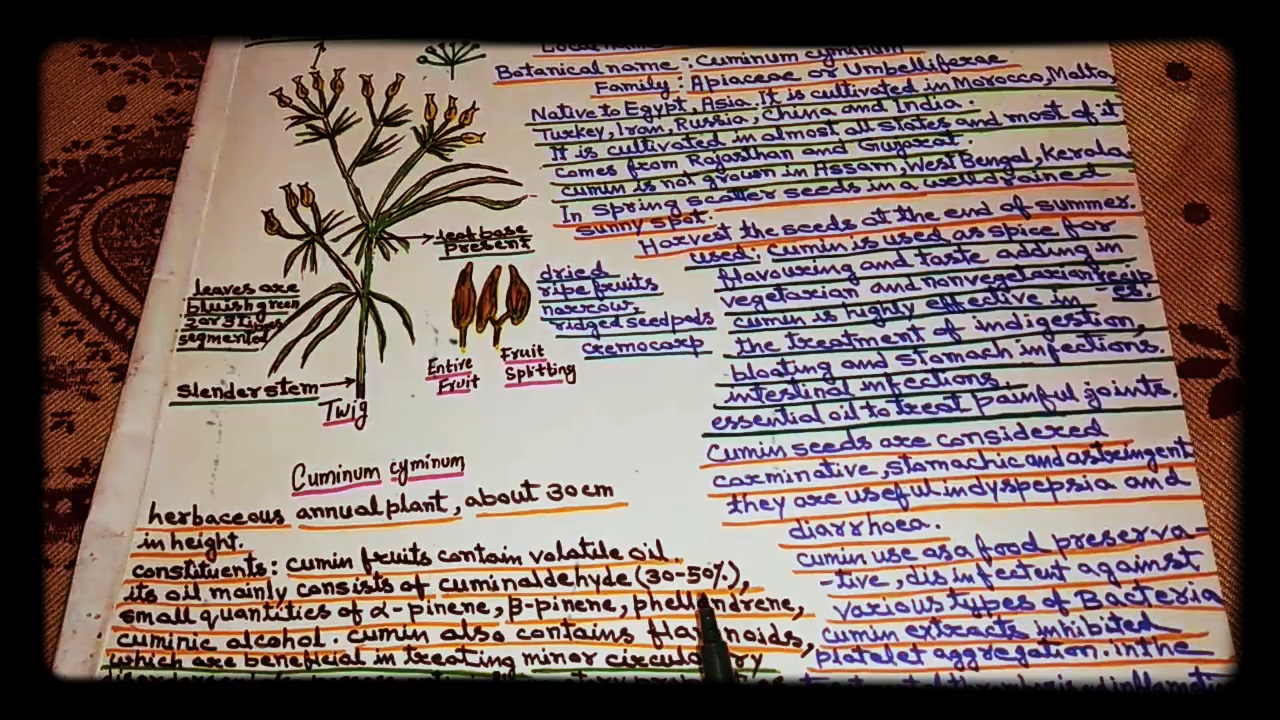 Local name
Botanical name : Cuminum cyminum
Family : Apiaceae or Umbelliferae
Native to Egypt, Asia. It is cultivated in Morocco, Malta,
Turkey, Iran, Russia, China and India.
It is cultivated in almost all states and most of it
comes from Rajasthan and Gujarat.
cumin is not grown in Assam, West Bengal, Kerala
In spring scatter seeds in a well drained
sunny spot.
Harvest the seeds at the end of summer.
used: cumin is used as spice for
flavouring and taste adding in
vegetarian and nonvegetarian recip
es.
cumin is highly effective in
the treatment of indigestion,
bloating and stomach infections.
intestinal infections.
essential oil to treat painful joints.
cumin seeds are considered
carminative, stomachic and astringent
they are useful in dyspepsia and
diarrhoea.
cumin use as a food preserva-
-tive, disinfectent against
various types of Bacteria
cumin extracts inhibited
platelet aggregation. in the
leaf base
present
leaves are
bluish green
2 or 3 times
segmented
dried
ripe fruits
narrow,
ridged seed pods
cremocarp
Entire
Fruit
Fruit
Splitting
slender stem
Twig
Cuminum cyminum
herbaceous annual plant, about 30 cm
in height.
constituents: cumin fruits contain volatile oil.
its oil mainly consists of cuminaldehyde (30-50%),
small quantities of α-pinene, β-pinene, phellandrene,
cuminic alcohol. cumin also contains flavonoids,
which are beneficial in treating minor circulatory